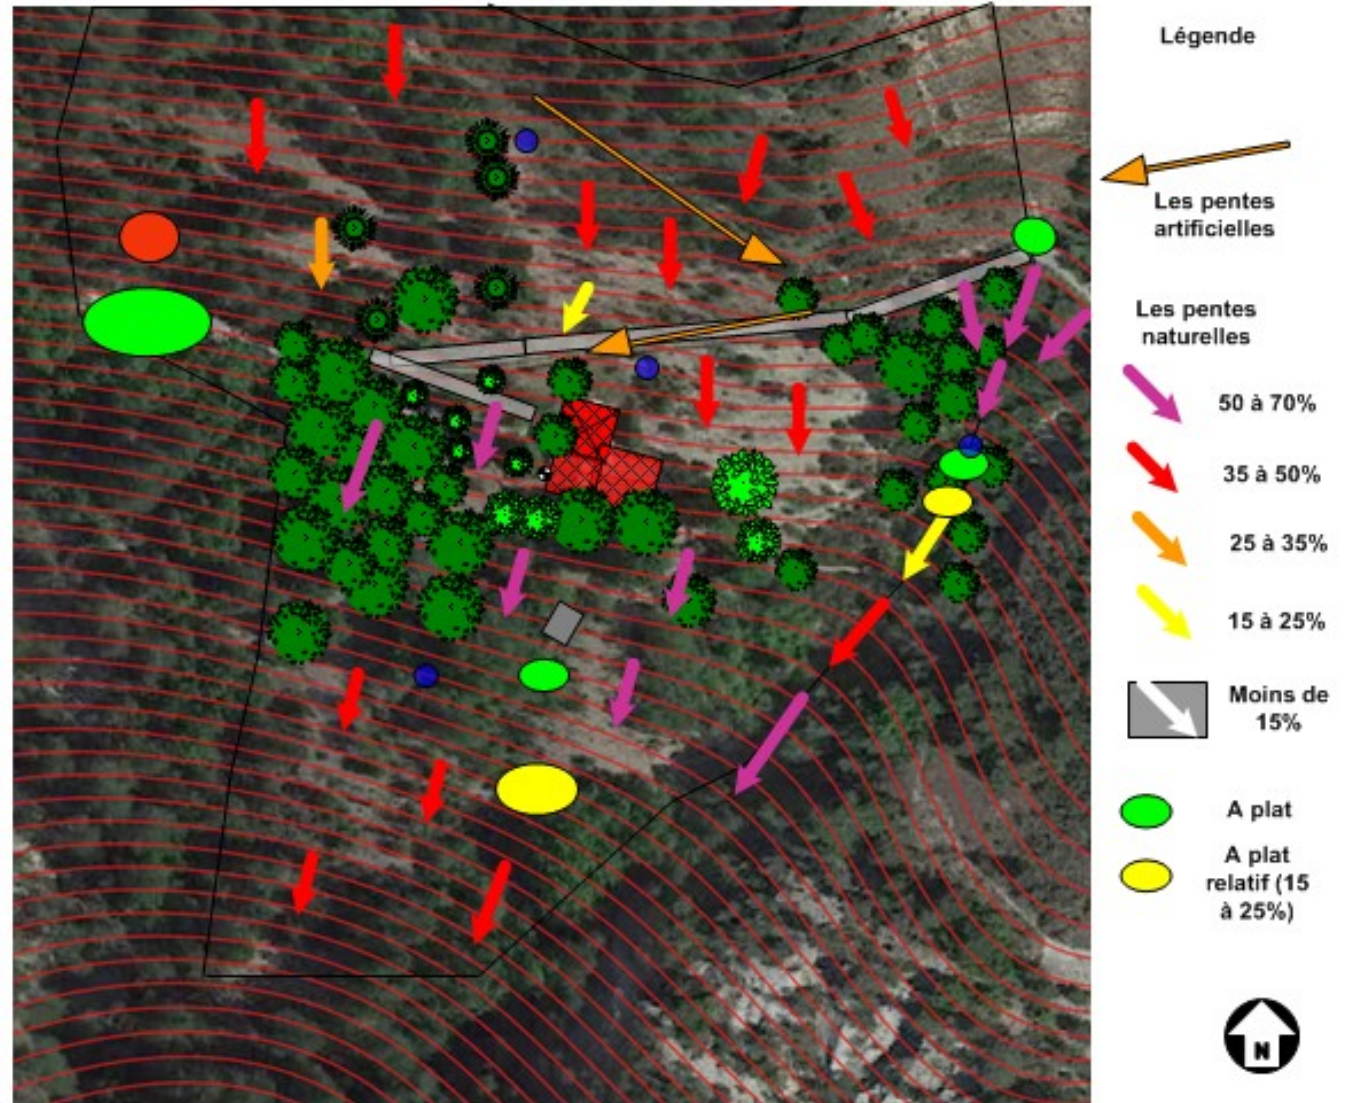 Légende
Les pentes
artificielles
Les pentes
naturelles
50 à 70%
35 à 50%
25 à 35%
15 à 25%
Moins de
15%
A plat
A plat
relatif (15
à 25%)
N